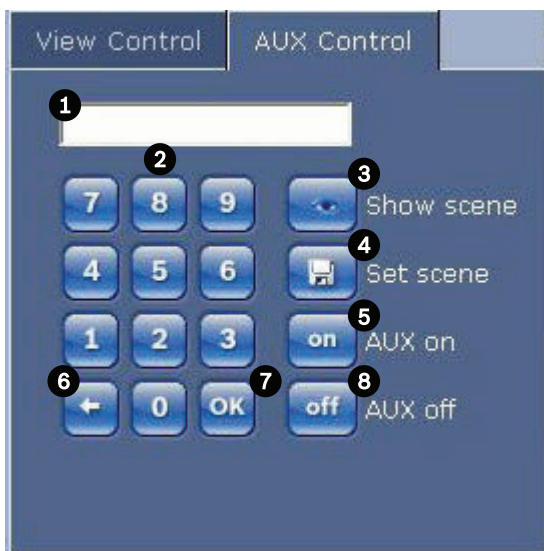 View Control AUX Control
1
2
3
7 8 9 Show scene
4
4 5 6 Set scene
5
1 2 3 on AUX on
6 7 8
0 OK off AUX off